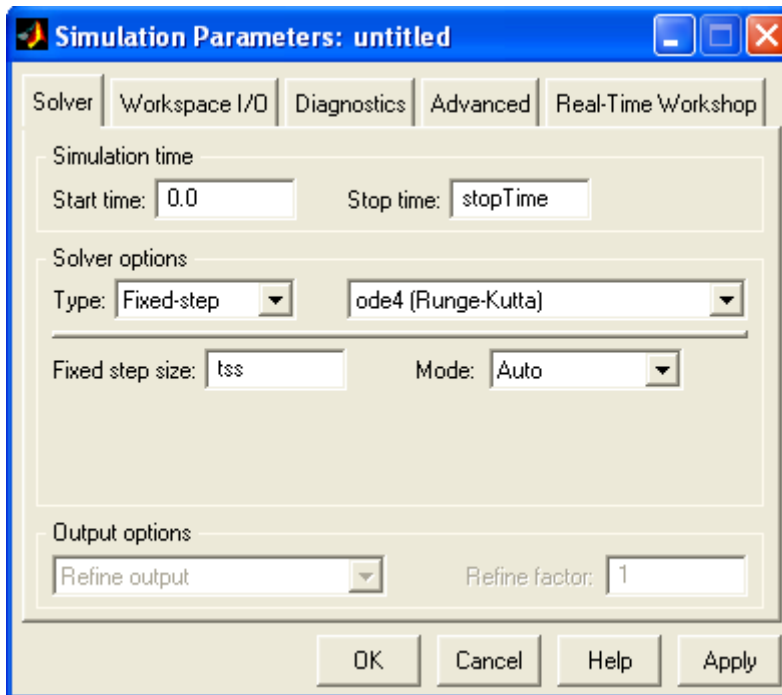 Simulation Parameters: untitled
Solver Workspace I/O Diagnostics Advanced Real-Time Workshop
Simulation time
Start time: 0.0 Stop time: stopTime
Solver options
Type: Fixed-step ode4 (Runge-Kutta)
Fixed step size: tss Mode: Auto
Output options
Refine output Refine factor: 1
OK Cancel Help Apply